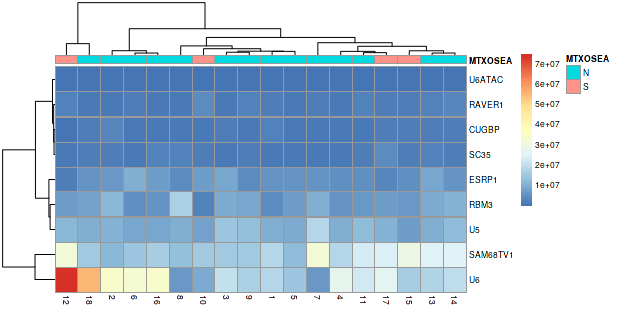 MTXOSEA
U6ATAC
RAVER1
CUGBP
SC35
ESRP1
RBM3
U5
SAM68TV1
U6
12 18 2 6 16 8 10 3 9 1 5 7 4 11 17 15 13 14
7e+07
6e+07
5e+07
4e+07
3e+07
2e+07
1e+07
MTXOSEA
N
S